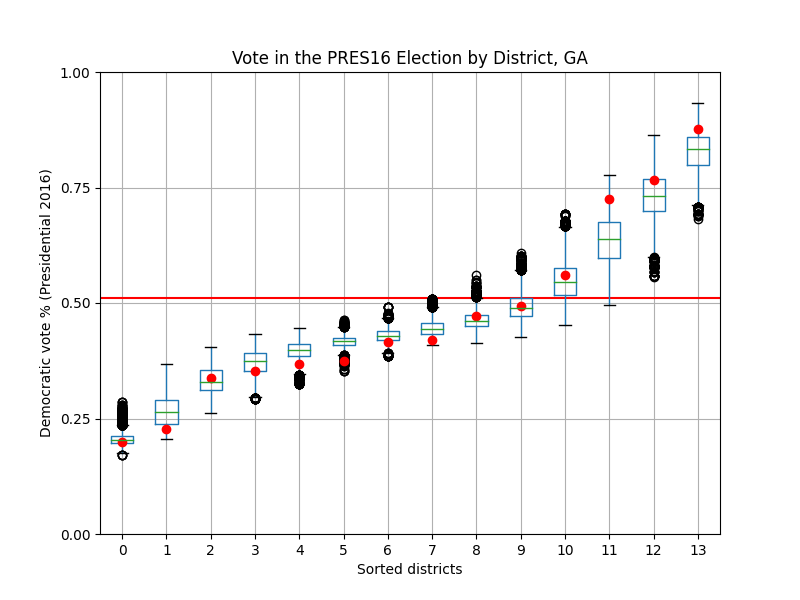 Vote in the PRES16 Election by District, GA
1.00
0.75
0.50
0.25
0.00
Democratic vote % (Presidential 2016)
0 1 2 3 4 5 6 7 8 9 10 11 12 13
Sorted districts